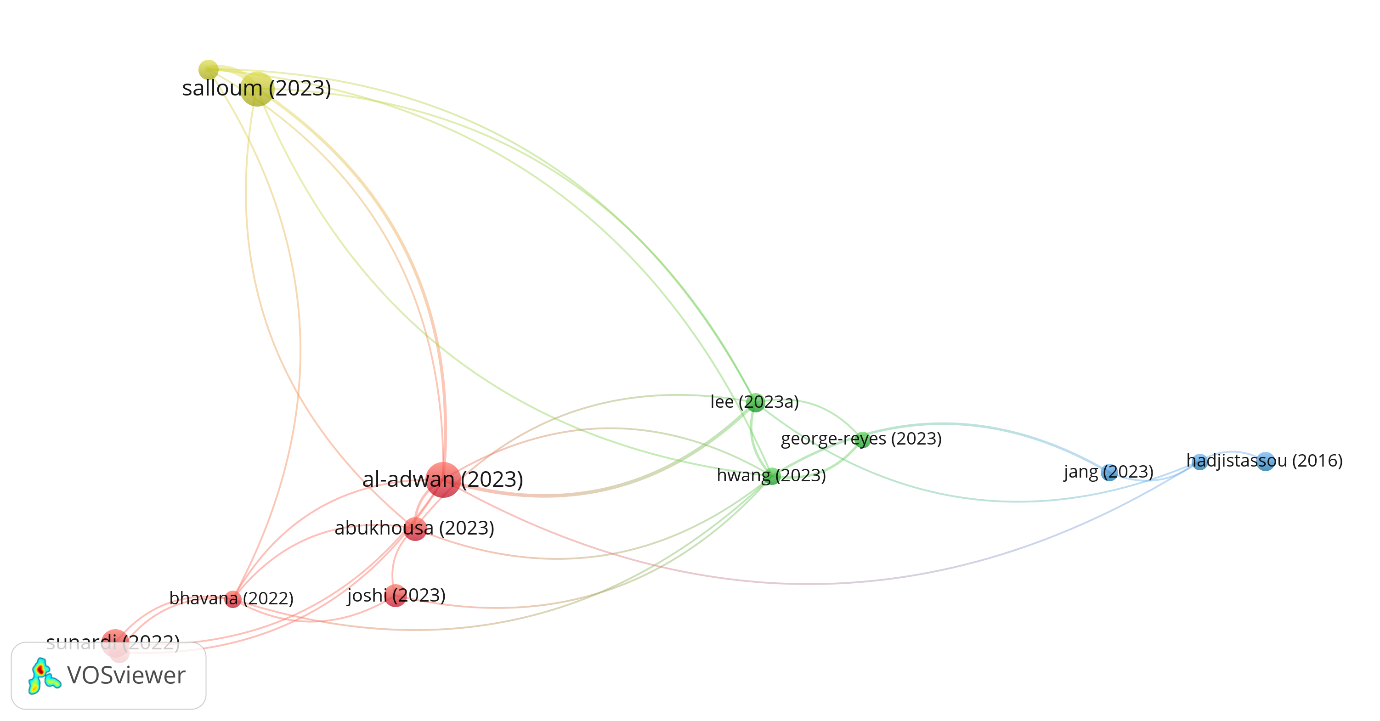 salloum (2023)
lee (2023a)
george-reyes (2023)
hadjistassou (2016)
jang (2023)
hwang (2023)
al-adwan (2023)
abukhousa (2023)
joshi (2023)
bhavana (2022)
sunardi (2022)
VOSviewer